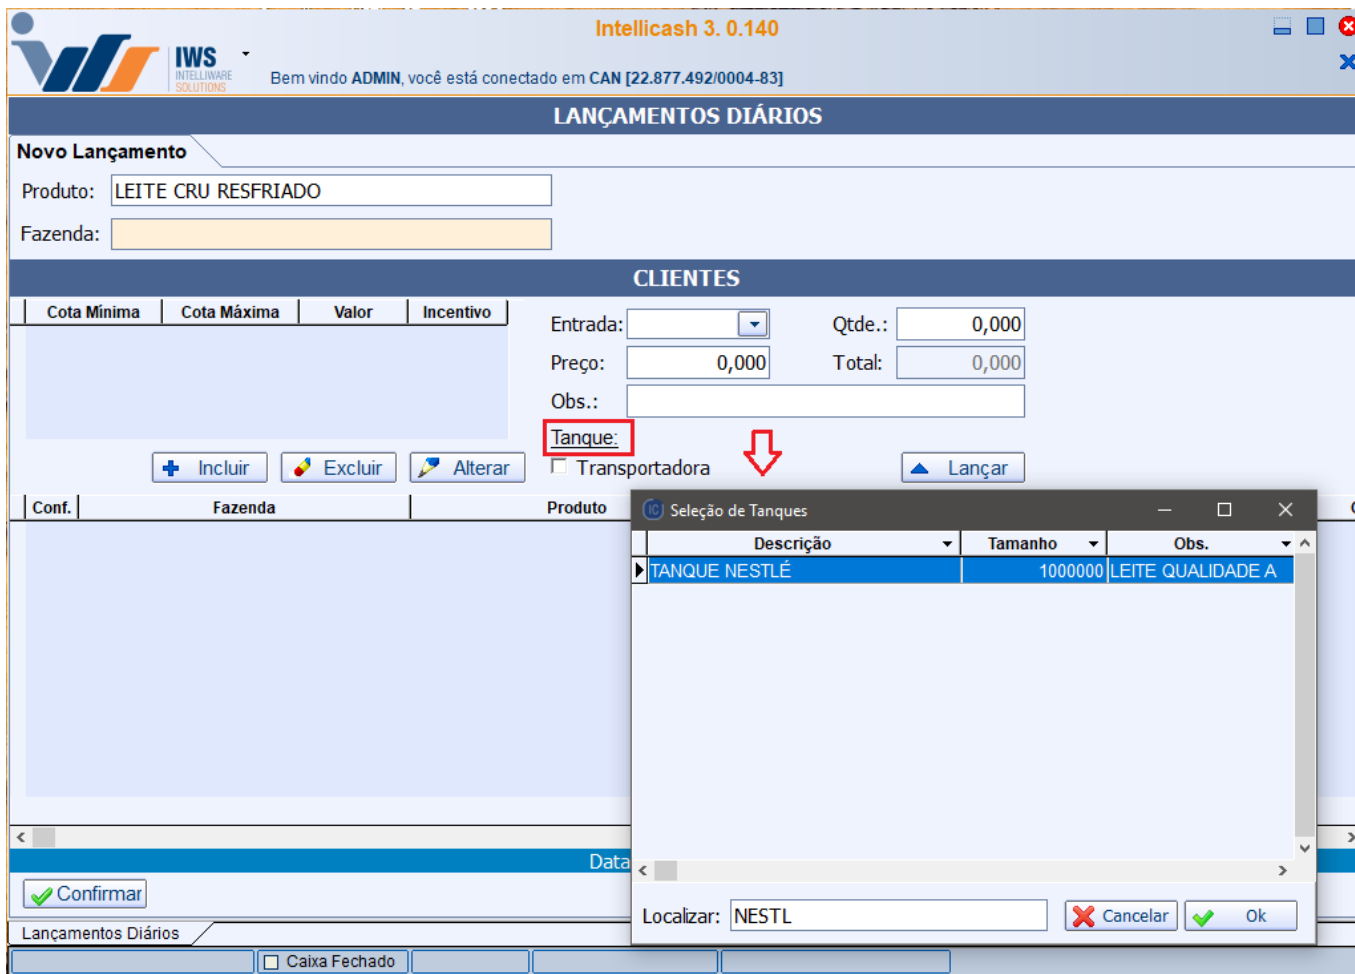 Intellicash 3. 0.140
IWS
INTELLIWARE
SOLUTIONS
Bem vindo ADMIN, você está conectado em CAN [22.877.492/0004-83]
LANÇAMENTOS DIÁRIOS
Novo Lançamento
Produto: LEITE CRU RESFRIADO
Fazenda:
CLIENTES
Cota Mínima Cota Máxima Valor Incentivo
Entrada: Qtde.: 0,000
Preço: 0,000 Total: 0,000
Obs.:
Tanque:
Incluir Excluir Alterar Transportadora Lançar
Conf. Fazenda Produto
Seleção de Tanques
Descrição Tamanho Obs.
TANQUE NESTLÉ 1000000 LEITE QUALIDADE A
Data
Confirmar
Localizar: NESTL Cancelar Ok
Lançamentos Diários
Caixa Fechado